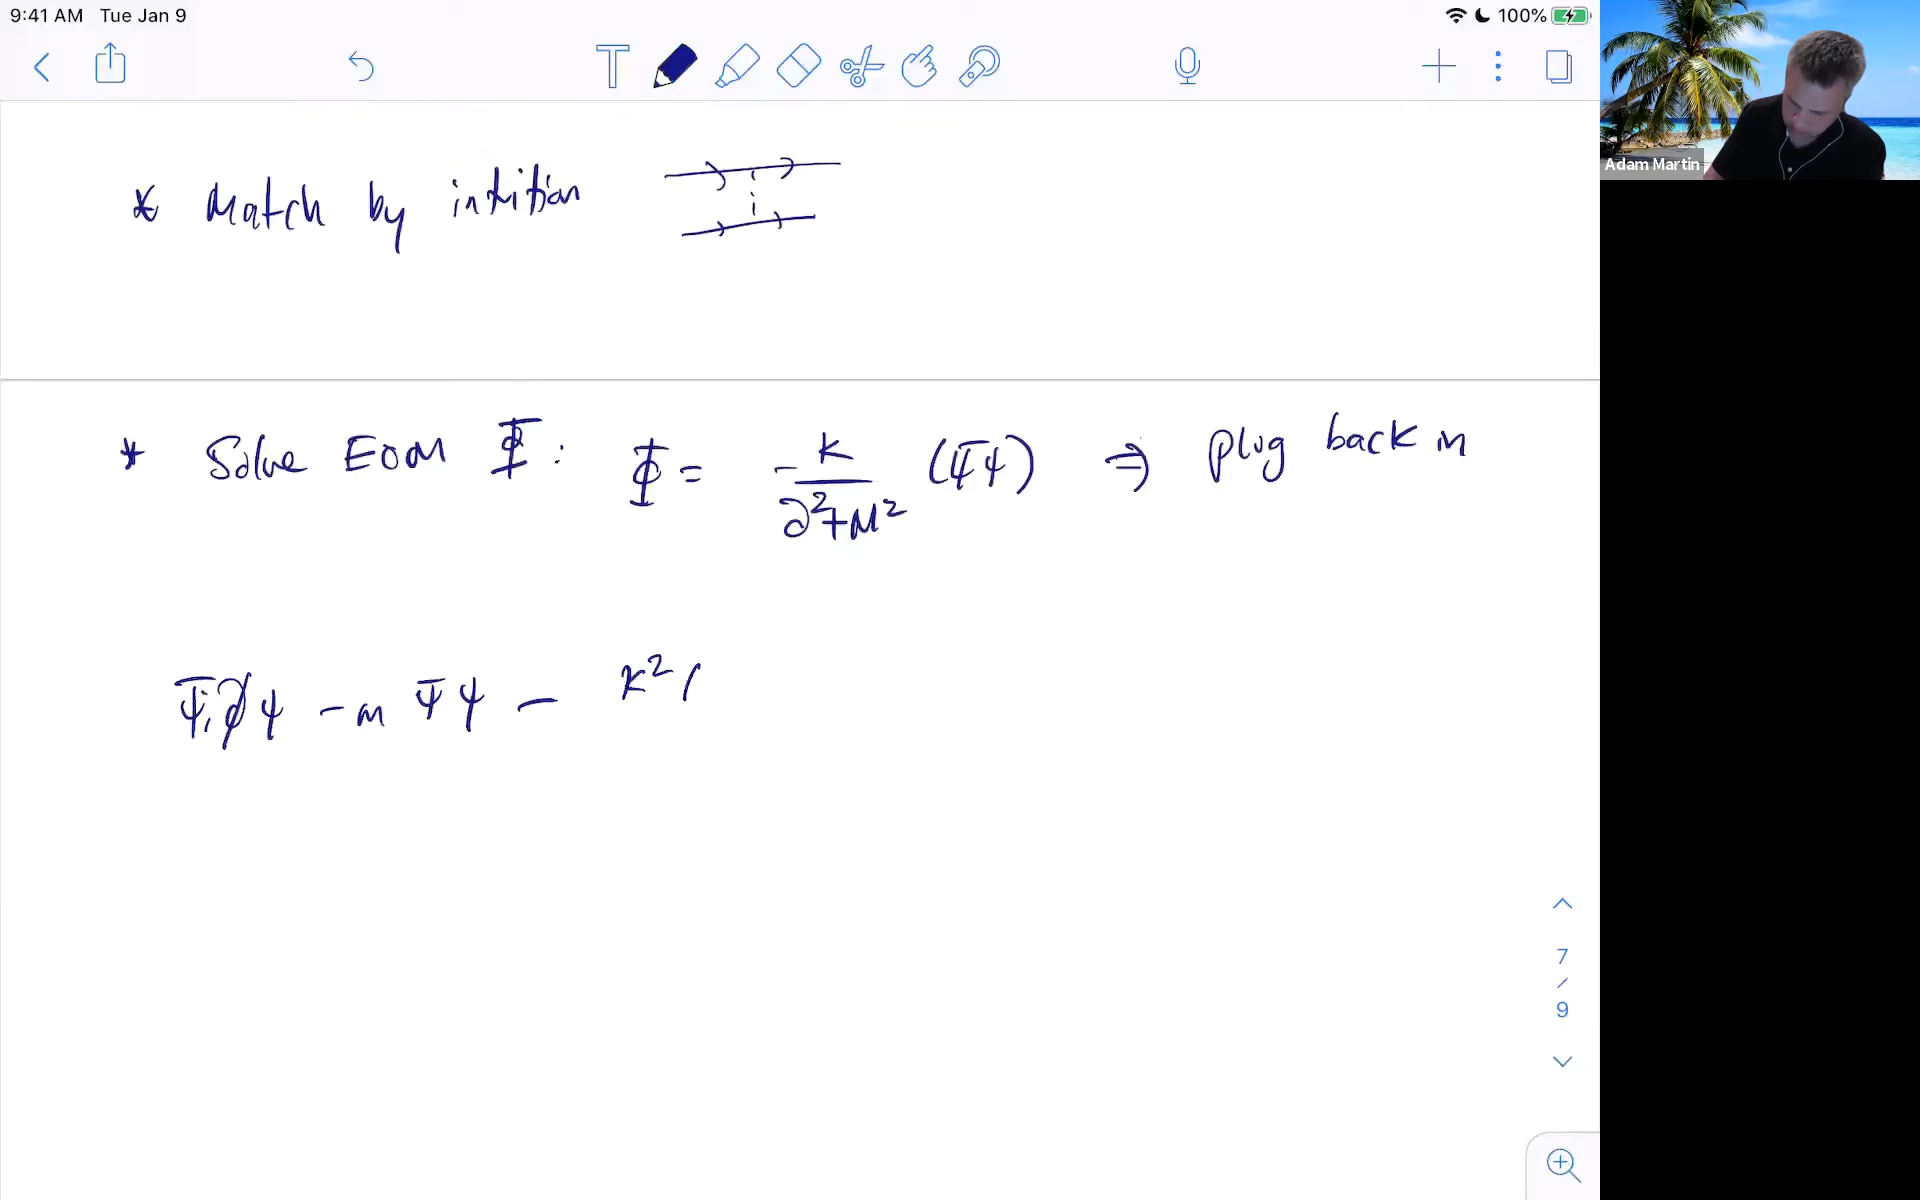 9:41 AM Tue Jan 9
100%
T
Adam Martin
* Match by intuition
* Solve EOM Φ : Φ = -K/(∂²+M²) (Ψ̄Ψ) ⇒ plug back in
Ψ̄i∂̸Ψ - m Ψ̄Ψ - K² (
7
/
9